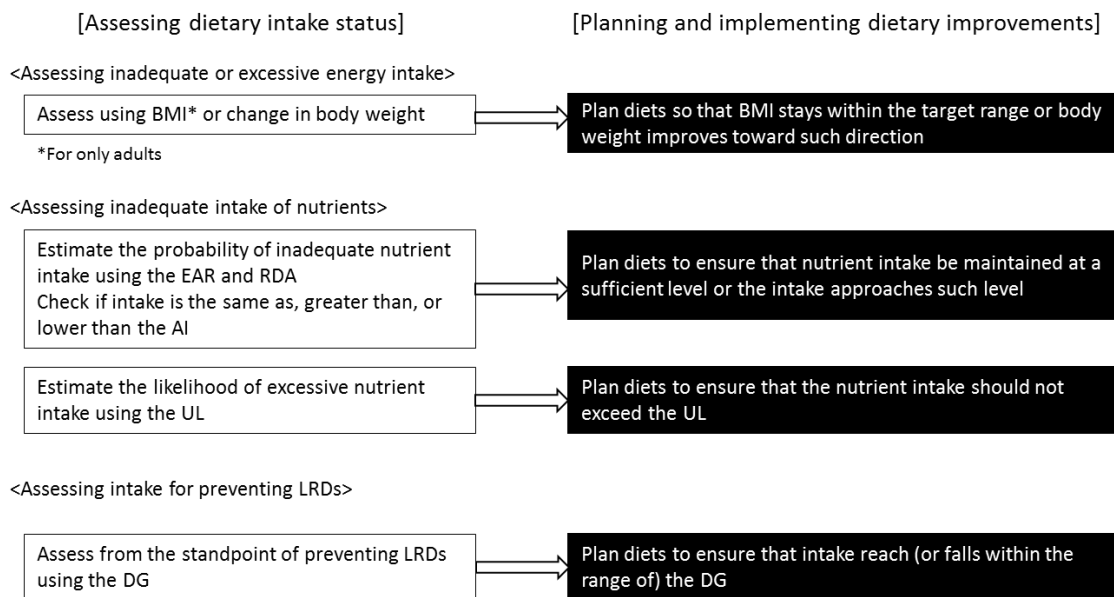 [Assessing dietary intake status]
[Planning and implementing dietary improvements]
<Assessing inadequate or excessive energy intake>
Assess using BMI* or change in body weight
Plan diets so that BMI stays within the target range or body
weight improves toward such direction
*For only adults
<Assessing inadequate intake of nutrients>
Estimate the probability of inadequate nutrient
intake using the EAR and RDA
Check if intake is the same as, greater than, or
lower than the AI
Plan diets to ensure that nutrient intake be maintained at a
sufficient level or the intake approaches such level
Estimate the likelihood of excessive nutrient
intake using the UL
Plan diets to ensure that the nutrient intake should not
exceed the UL
<Assessing intake for preventing LRDs>
Assess from the standpoint of preventing LRDs
using the DG
Plan diets to ensure that intake reach (or falls within the
range of) the DG